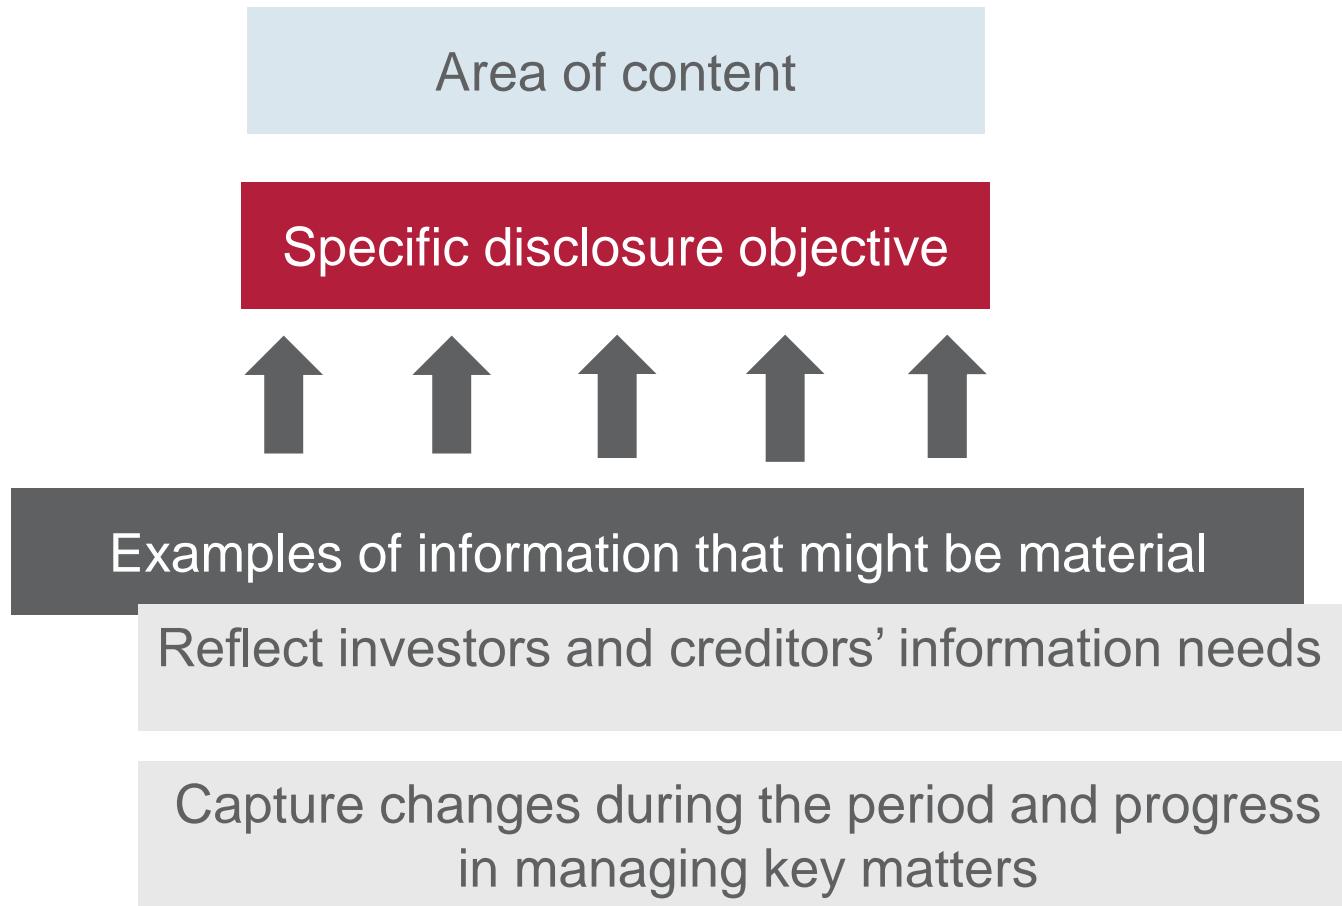 Area of content
Specific disclosure objective
Examples of information that might be material
Reflect investors and creditors’ information needs
Capture changes during the period and progress
in managing key matters